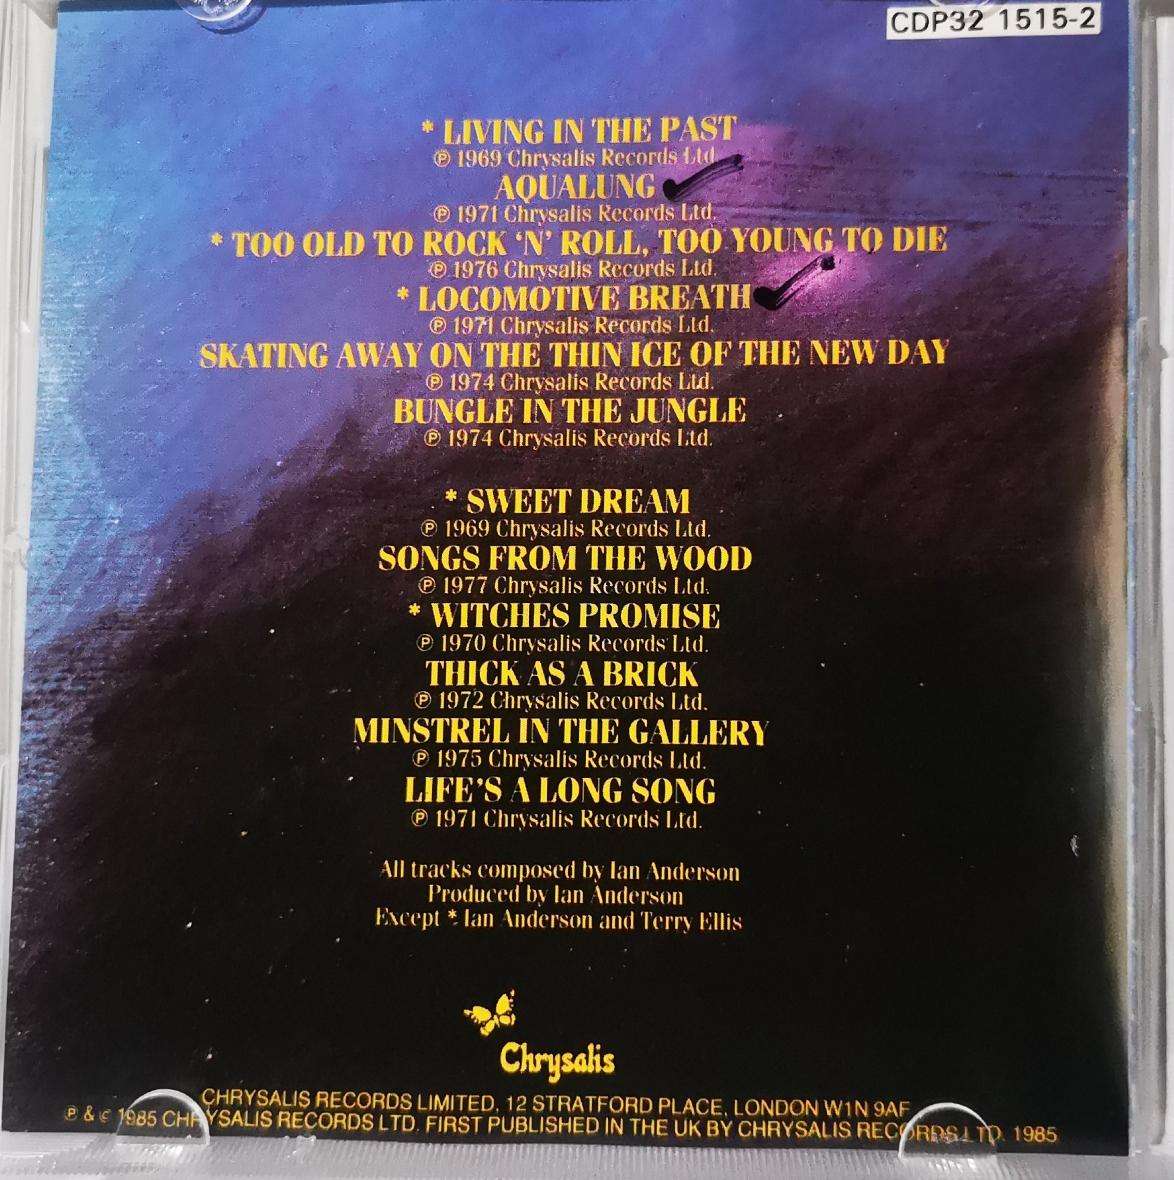 CDP32 1515-2
* LIVING IN THE PAST
℗ 1969 Chrysalis Records Ltd.
AQUALUNG
℗ 1971 Chrysalis Records Ltd.
* TOO OLD TO ROCK 'N' ROLL, TOO YOUNG TO DIE
℗ 1976 Chrysalis Records Ltd.
* LOCOMOTIVE BREATH
℗ 1971 Chrysalis Records Ltd.
SKATING AWAY ON THE THIN ICE OF THE NEW DAY
℗ 1974 Chrysalis Records Ltd.
BUNGLE IN THE JUNGLE
℗ 1974 Chrysalis Records Ltd.
* SWEET DREAM
℗ 1969 Chrysalis Records Ltd.
SONGS FROM THE WOOD
℗ 1977 Chrysalis Records Ltd.
* WITCHES PROMISE
℗ 1970 Chrysalis Records Ltd.
THICK AS A BRICK
℗ 1972 Chrysalis Records Ltd.
MINSTREL IN THE GALLERY
℗ 1975 Chrysalis Records Ltd.
LIFE'S A LONG SONG
℗ 1971 Chrysalis Records Ltd.
All tracks composed by Ian Anderson
Produced by Ian Anderson
Except * Ian Anderson and Terry Ellis
Chrysalis
CHRYSALIS RECORDS LIMITED, 12 STRATFORD PLACE, LONDON W1N 9AF
℗ & © 1985 CHRYSALIS RECORDS LTD. FIRST PUBLISHED IN THE UK BY CHRYSALIS RECORDS LTD. 1985